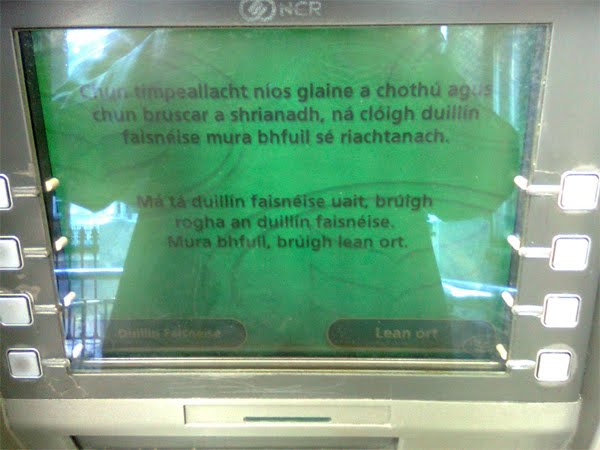 NCR
Chun timpeallacht níos glaine a chothú agus
chun bruscar a shrianadh, ná clóigh duillín
faisnéise mura bhfuil sé riachtanach.
Má tá duillín faisnéise uait, brúigh
rogha an duillín faisnéise.
Mura bhfuil, brúigh lean ort.
Duillín Faisnéise
Lean ort